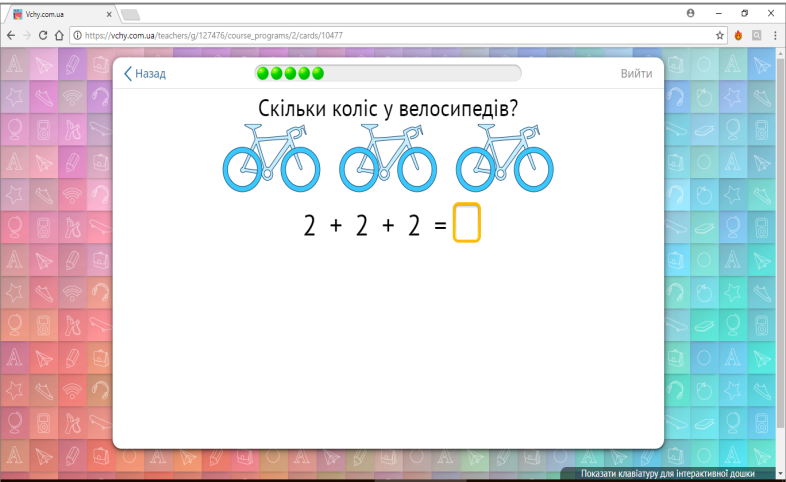 Vchy.com.ua
https://vchy.com.ua/teachers/g/127476/course_programs/2/cards/10477
Назад
Вийти
Скільки коліс у велосипедів?
2 + 2 + 2 =
Показати клавіатуру для інтерактивної дошки